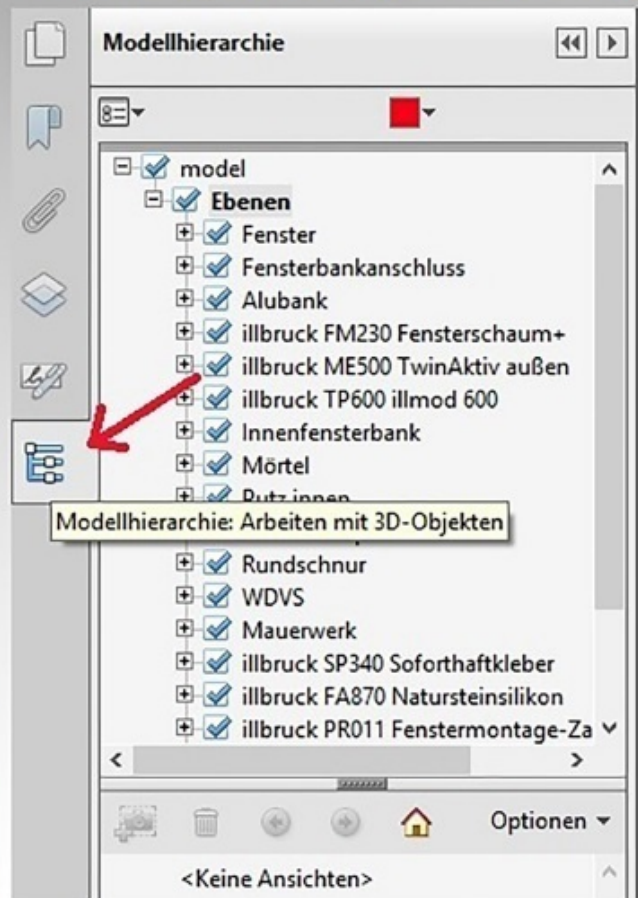 Modellhierarchie
model
Ebenen
Fenster
Fensterbankanschluss
Alubank
illbruck FM230 Fensterschaum+
illbruck ME500 TwinAktiv außen
illbruck TP600 illmod 600
Innenfensterbank
Mörtel
Putz innen
Modellhierarchie: Arbeiten mit 3D-Objekten
Rundschnur
WDVS
Mauerwerk
illbruck SP340 Soforthaftkleber
illbruck FA870 Natursteinsilikon
illbruck PR011 Fenstermontage-Za
Optionen
<Keine Ansichten>